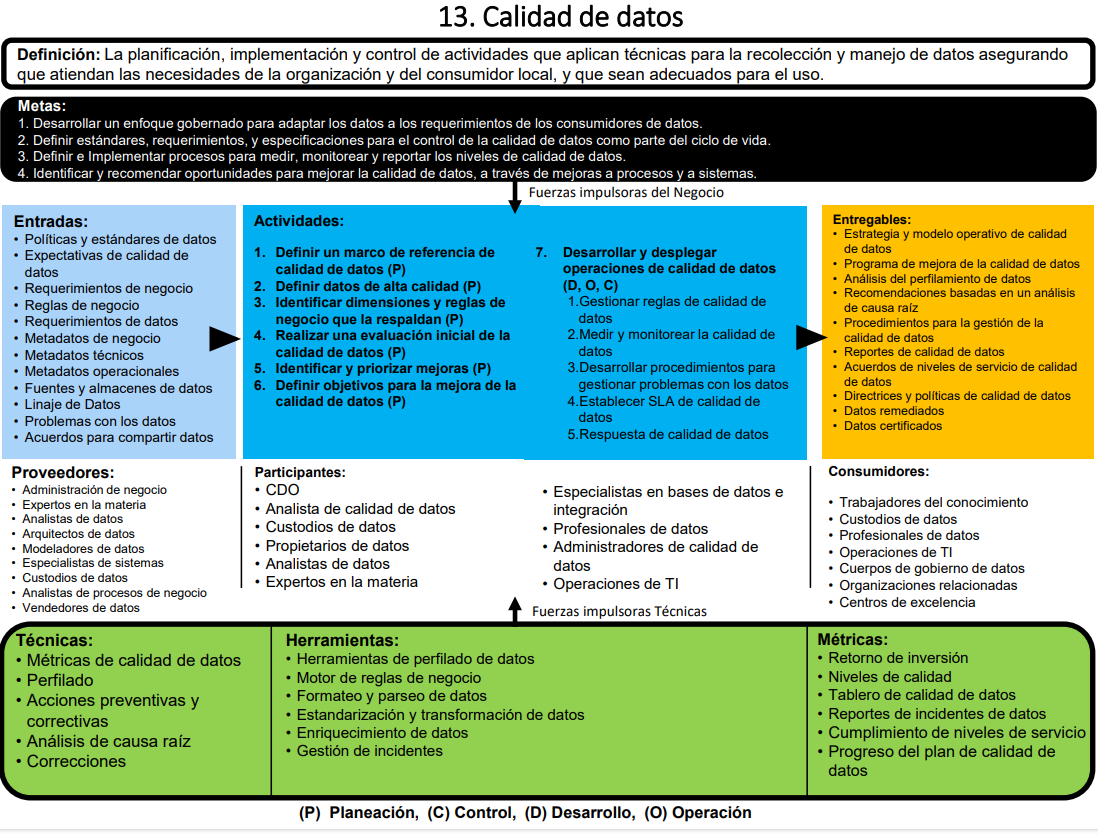 13. Calidad de datos
Definición: La planificación, implementación y control de actividades que aplican técnicas para la recolección y manejo de datos asegurando
que atiendan las necesidades de la organización y del consumidor local, y que sean adecuados para el uso.
Metas:
1. Desarrollar un enfoque gobernado para adaptar los datos a los requerimientos de los consumidores de datos.
2. Definir estándares, requerimientos, y especificaciones para el control de la calidad de datos como parte del ciclo de vida.
3. Definir e Implementar procesos para medir, monitorear y reportar los niveles de calidad de datos.
4. Identificar y recomendar oportunidades para mejorar la calidad de datos, a través de mejoras a procesos y a sistemas.
Fuerzas impulsoras del Negocio
Entradas:
• Políticas y estándares de datos
• Expectativas de calidad de
datos
• Requerimientos de negocio
• Reglas de negocio
• Requerimientos de datos
• Metadatos de negocio
• Metadatos técnicos
• Metadatos operacionales
• Fuentes y almacenes de datos
• Linaje de Datos
• Problemas con los datos
• Acuerdos para compartir datos
Actividades:
1. Definir un marco de referencia de
calidad de datos (P)
2. Definir datos de alta calidad (P)
3. Identificar dimensiones y reglas de
negocio que la respaldan (P)
4. Realizar una evaluación inicial de la
calidad de datos (P)
5. Identificar y priorizar mejoras (P)
6. Definir objetivos para la mejora de la
calidad de datos (P)
7. Desarrollar y desplegar
operaciones de calidad de datos
(D, O, C)
1.Gestionar reglas de calidad de
datos
2.Medir y monitorear la calidad de
datos
3.Desarrollar procedimientos para
gestionar problemas con los datos
4.Establecer SLA de calidad de
datos
5.Respuesta de calidad de datos
Entregables:
• Estrategia y modelo operativo de calidad
de datos
• Programa de mejora de la calidad de datos
• Análisis del perfilamiento de datos
• Recomendaciones basadas en un análisis
de causa raíz
• Procedimientos para la gestión de la
calidad de datos
• Reportes de calidad de datos
• Acuerdos de niveles de servicio de calidad
de datos
• Directrices y políticas de calidad de datos
• Datos remediados
• Datos certificados
Proveedores:
• Administración de negocio
• Expertos en la materia
• Analistas de datos
• Arquitectos de datos
• Modeladores de datos
• Especialistas de sistemas
• Custodios de datos
• Analistas de procesos de negocio
• Vendedores de datos
Participantes:
• CDO
• Analista de calidad de datos
• Custodios de datos
• Propietarios de datos
• Analistas de datos
• Expertos en la materia
• Especialistas en bases de datos e
integración
• Profesionales de datos
• Administradores de calidad de
datos
• Operaciones de TI
Consumidores:
• Trabajadores del conocimiento
• Custodios de datos
• Profesionales de datos
• Operaciones de TI
• Cuerpos de gobierno de datos
• Organizaciones relacionadas
• Centros de excelencia
Fuerzas impulsoras Técnicas
Técnicas:
• Métricas de calidad de datos
• Perfilado
• Acciones preventivas y
correctivas
• Análisis de causa raíz
• Correcciones
Herramientas:
• Herramientas de perfilado de datos
• Motor de reglas de negocio
• Formateo y parseo de datos
• Estandarización y transformación de datos
• Enriquecimiento de datos
• Gestión de incidentes
Métricas:
• Retorno de inversión
• Niveles de calidad
• Tablero de calidad de datos
• Reportes de incidentes de datos
• Cumplimiento de niveles de servicio
• Progreso del plan de calidad de
datos
(P) Planeación, (C) Control, (D) Desarrollo, (O) Operación